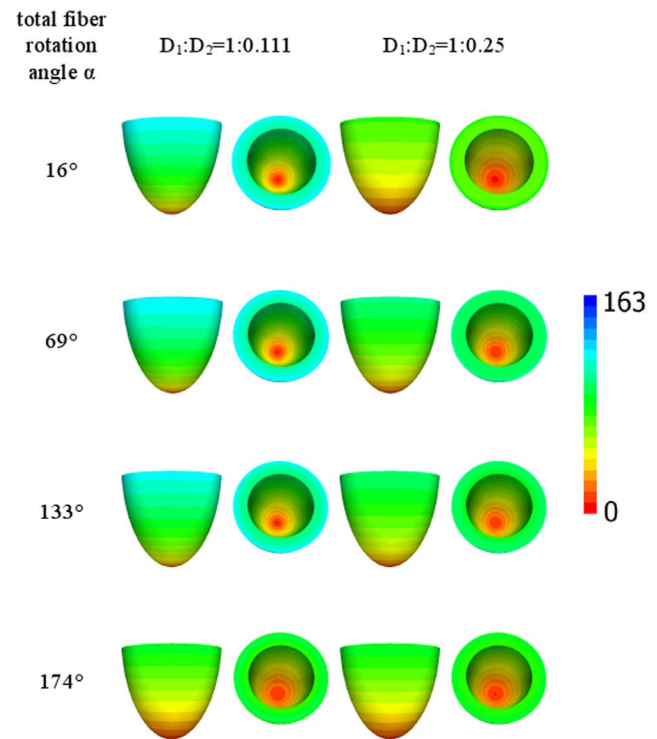 total fiber
rotation
angle α
D₁:D₂=1:0.111
D₁:D₂=1:0.25
16°
69°
163
0
133°
174°